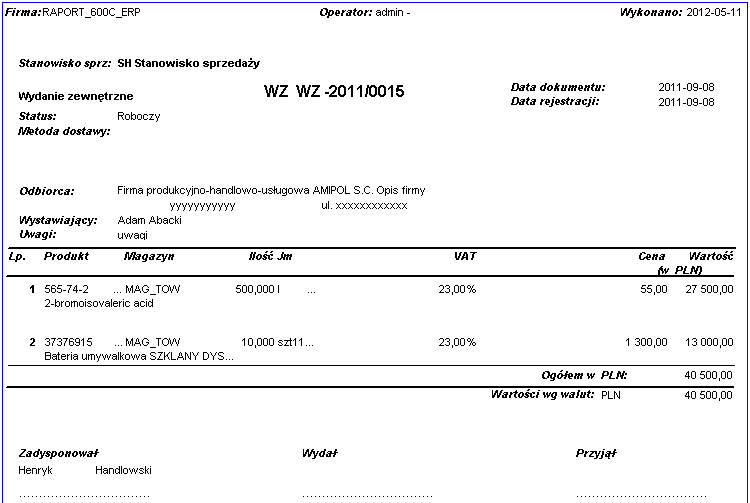 Firma: RAPORT_600C_ERP Operator: admin - Wykonano: 2012-05-11
Stanowisko sprz: SH Stanowisko sprzedaży
Wydanie zewnętrzne WZ WZ -2011/0015 Data dokumentu: 2011-09-08
Data rejestracji: 2011-09-08
Status: Roboczy
Metoda dostawy:
Odbiorca: Firma produkcyjno-handlowo-usługowa AMIPOL S.C. Opis firmy
yyyyyyyyyyy ul. xxxxxxxxxxxx
Wystawiający: Adam Abacki
Uwagi: uwagi
Lp. Produkt Magazyn Ilość Jm VAT Cena Wartość
(w PLN)
1 565-74-2 ... MAG_TOW 500,000 l ... 23,00% 55,00 27 500,00
2-bromoisovaleric acid
2 37376915 ... MAG_TOW 10,000 szt11... 23,00% 1 300,00 13 000,00
Bateria umywalkowa SZKLANY DYS...
Ogółem w PLN: 40 500,00
Wartości wg walut: PLN 40 500,00
Zadysponował Wydał Przyjął
Henryk Handlowski
................................. ................................. .................................